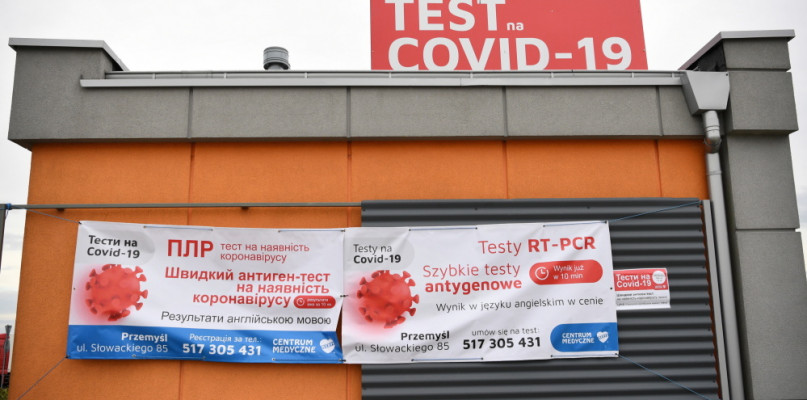 TEST na
COVID-19
Тести на
Covid-19
ПЛР тест на наявність
коронавірусу
Швидкий антиген-тест
на наявність
коронавірусу
Результати англійською мовою
Przemyśl
ul. Słowackiego 85
Реєстрація за тел.:
517 305 431
CENTRUM
MEDYCZNE
Testy na
Covid-19
Testy RT-PCR
Szybkie testy
antygenowe
Wynik już
w 10 min
Wynik w języku angielskim w cenie
Przemyśl
ul. Słowackiego 85
umów się na test:
517 305 431
CENTRUM
MEDYCZNE
Тести на
Covid-19